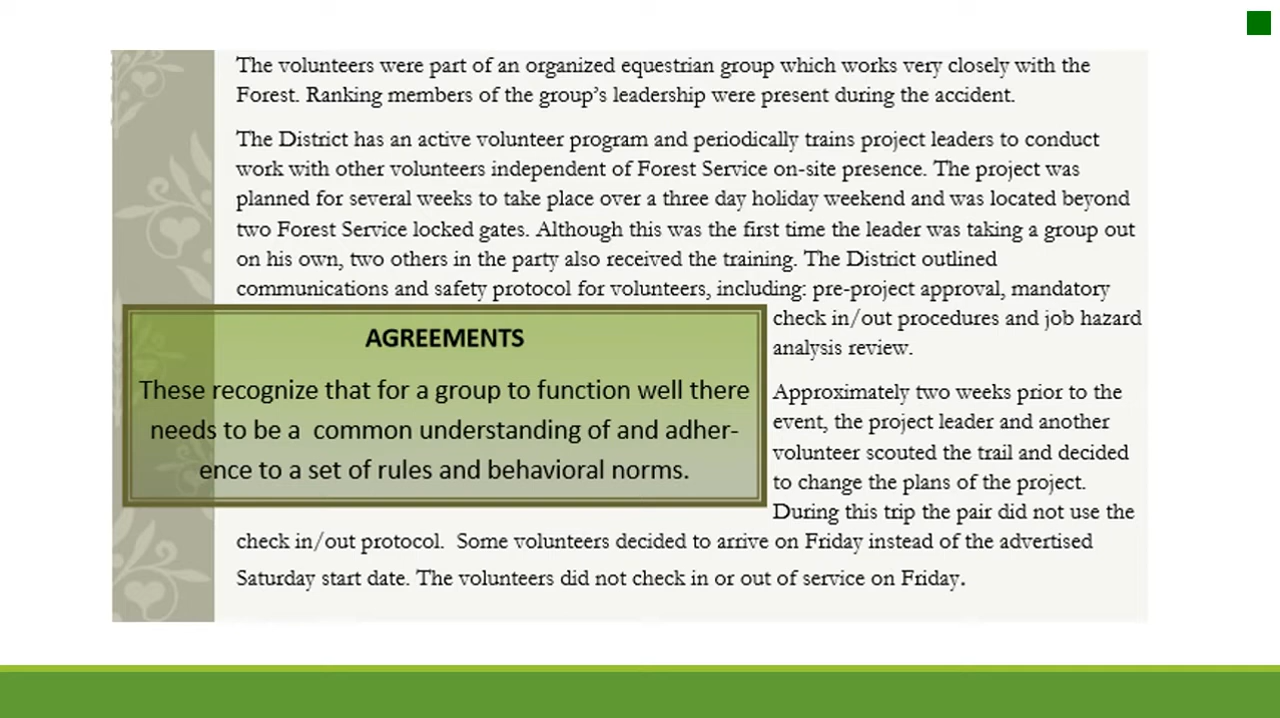 The volunteers were part of an organized equestrian group which works very closely with the
Forest. Ranking members of the group's leadership were present during the accident.
The District has an active volunteer program and periodically trains project leaders to conduct
work with other volunteers independent of Forest Service on-site presence. The project was
planned for several weeks to take place over a three day holiday weekend and was located beyond
two Forest Service locked gates. Although this was the first time the leader was taking a group out
on his own, two others in the party also received the training. The District outlined
communications and safety protocol for volunteers, including: pre-project approval, mandatory
check in/out procedures and job hazard
analysis review.
AGREEMENTS
These recognize that for a group to function well there
needs to be a  common understanding of and adher-
ence to a set of rules and behavioral norms.
Approximately two weeks prior to the
event, the project leader and another
volunteer scouted the trail and decided
to change the plans of the project.
During this trip the pair did not use the
check in/out protocol.  Some volunteers decided to arrive on Friday instead of the advertised
Saturday start date. The volunteers did not check in or out of service on Friday.